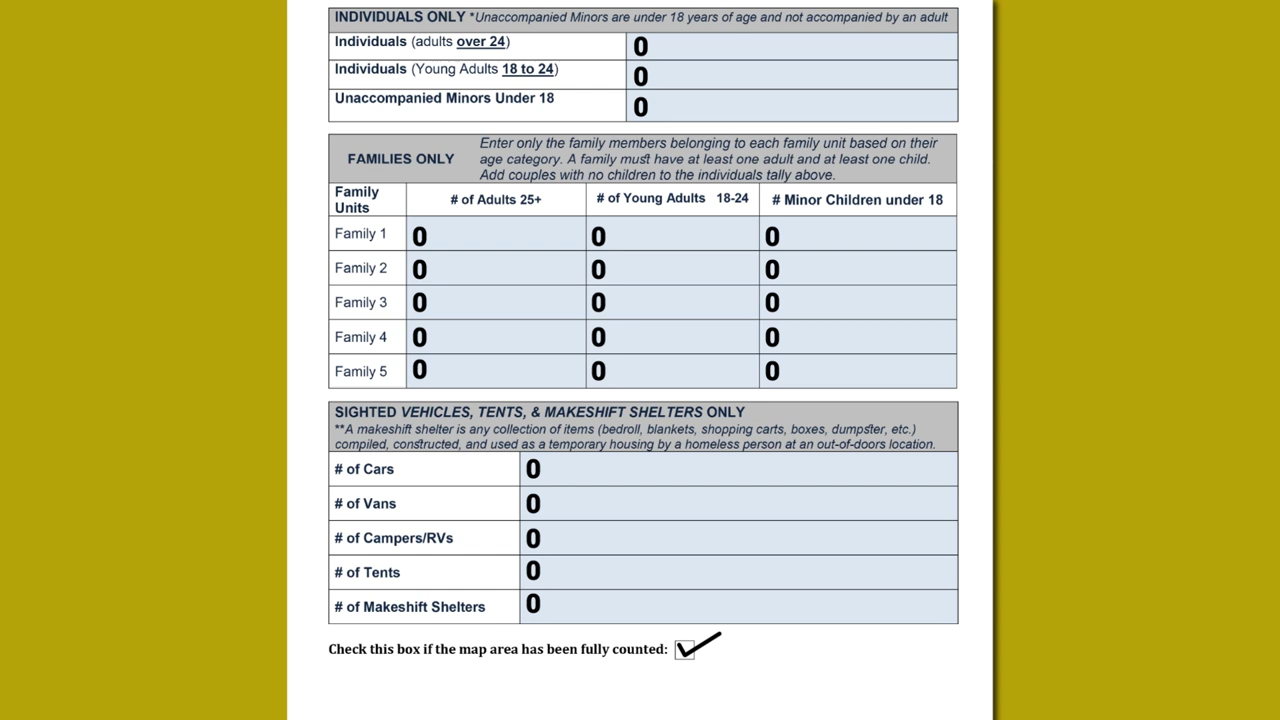 INDIVIDUALS ONLY *Unaccompanied Minors are under 18 years of age and not accompanied by an adult
Individuals (adults over 24) 0
Individuals (Young Adults 18 to 24) 0
Unaccompanied Minors Under 18 0
FAMILIES ONLY
Enter only the family members belonging to each family unit based on their
age category. A family must have at least one adult and at least one child.
Add couples with no children to the individuals tally above.
Family
Units
# of Adults 25+ # of Young Adults 18-24 # Minor Children under 18
Family 1 0 0 0
Family 2 0 0 0
Family 3 0 0 0
Family 4 0 0 0
Family 5 0 0 0
SIGHTED VEHICLES, TENTS, & MAKESHIFT SHELTERS ONLY
**A makeshift shelter is any collection of items (bedroll, blankets, shopping carts, boxes, dumpster, etc.)
compiled, constructed, and used as a temporary housing by a homeless person at an out-of-doors location.
# of Cars 0
# of Vans 0
# of Campers/RVs 0
# of Tents 0
# of Makeshift Shelters 0
Check this box if the map area has been fully counted: